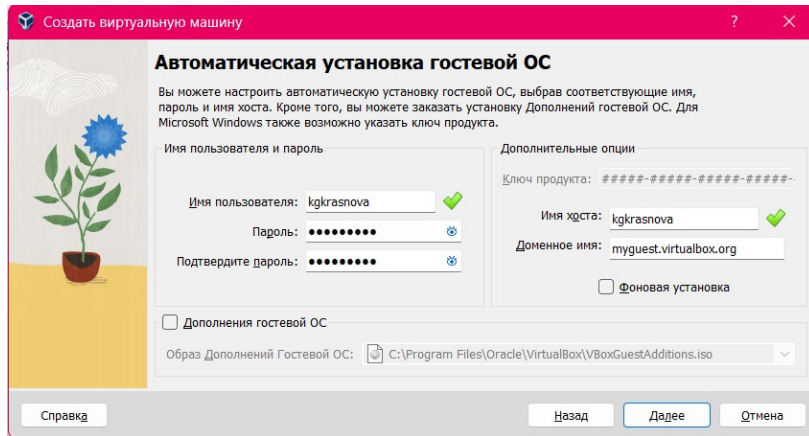 Создать виртуальную машину
?
Автоматическая установка гостевой ОС
Вы можете настроить автоматическую установку гостевой ОС, выбрав соответствующие имя,
пароль и имя хоста. Кроме того, вы можете заказать установку Дополнений гостевой ОС. Для
Microsoft Windows также возможно указать ключ продукта.
Имя пользователя и пароль
Имя пользователя: kgkrasnova
Пароль: •••••••••
Подтвердите пароль: •••••••••
Дополнительные опции
Ключ продукта: #####-#####-#####-#####-
Имя хоста: kgkrasnova
Доменное имя: myguest.virtualbox.org
Фоновая установка
Дополнения гостевой ОС
Образ Дополнений Гостевой ОС: C:\Program Files\Oracle\VirtualBox\VBoxGuestAdditions.iso
Справка Назад Далее Отмена